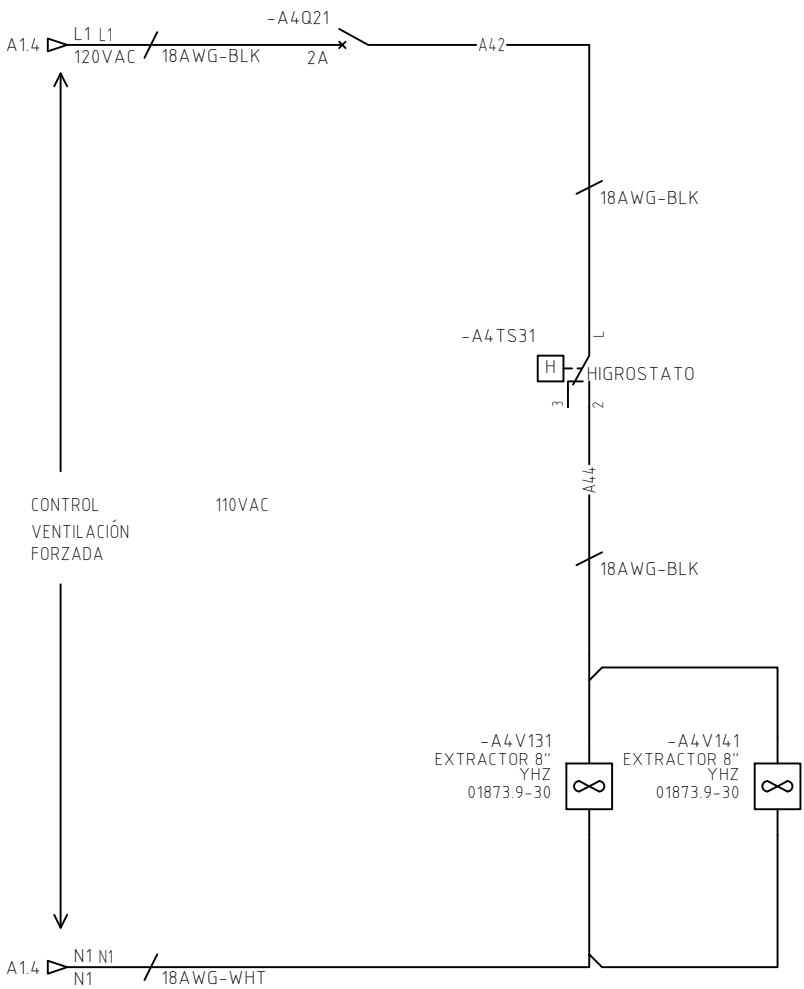 -A4Q21
A1.4
L1 L1
120VAC
18AWG-BLK
2A
A42
18AWG-BLK
-A4TS31
L
H
HIGROSTATO
3
2
A44
CONTROL
VENTILACIÓN
FORZADA
110VAC
18AWG-BLK
-A4V131
EXTRACTOR 8"
YHZ
01873.9-30
-A4V141
EXTRACTOR 8"
YHZ
01873.9-30
A1.4
N1 N1
N1
18AWG-WHT